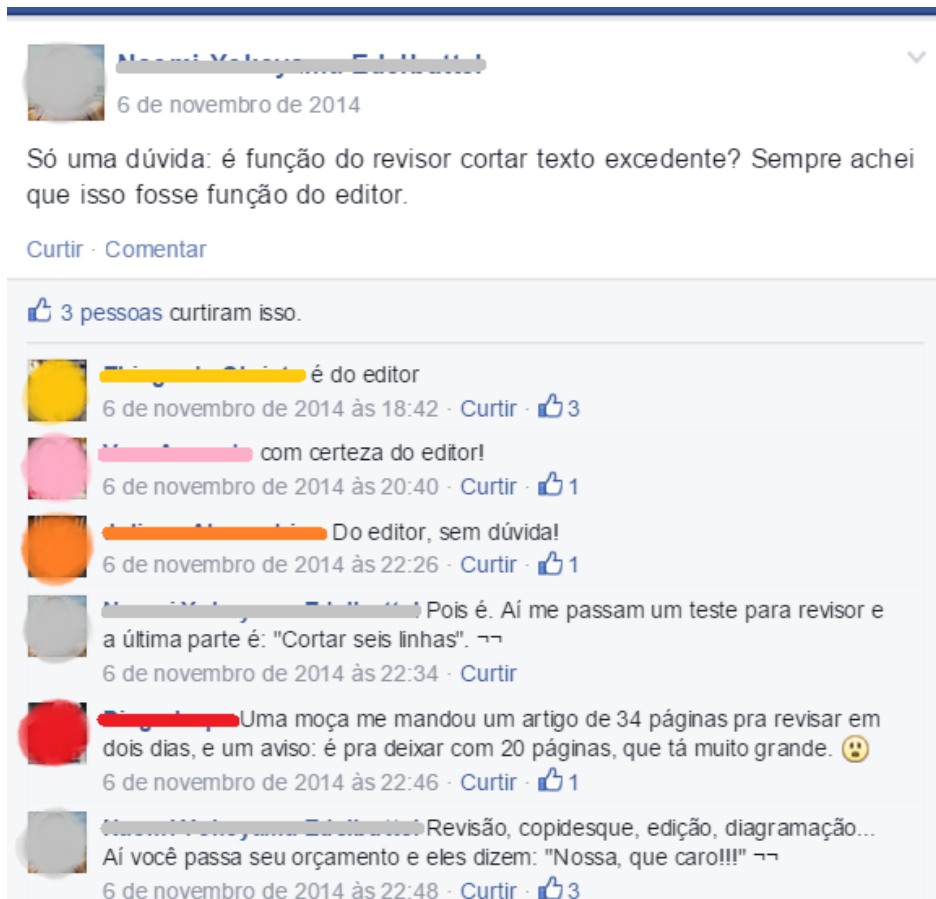 6 de novembro de 2014
Só uma dúvida: é função do revisor cortar texto excedente? Sempre achei
que isso fosse função do editor.
Curtir · Comentar
3 pessoas curtiram isso.
é do editor
6 de novembro de 2014 às 18:42 · Curtir · 3
com certeza do editor!
6 de novembro de 2014 às 20:40 · Curtir · 1
Do editor, sem dúvida!
6 de novembro de 2014 às 22:26 · Curtir · 1
Pois é. Aí me passam um teste para revisor e
a última parte é: "Cortar seis linhas". ¬¬
6 de novembro de 2014 às 22:34 · Curtir
Uma moça me mandou um artigo de 34 páginas pra revisar em
dois dias, e um aviso: é pra deixar com 20 páginas, que tá muito grande.
6 de novembro de 2014 às 22:46 · Curtir · 1
Revisão, copidesque, edição, diagramação...
Aí você passa seu orçamento e eles dizem: "Nossa, que caro!!!" ¬¬
6 de novembro de 2014 às 22:48 · Curtir · 3